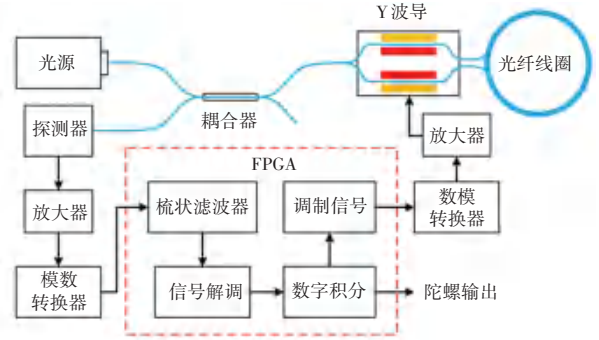 Y波导
光源
光纤线圈
耦合器
探测器
放大器
FPGA
放大器
梳状滤波器
调制信号
数模
转换器
模数
转换器
信号解调
数字积分
陀螺输出